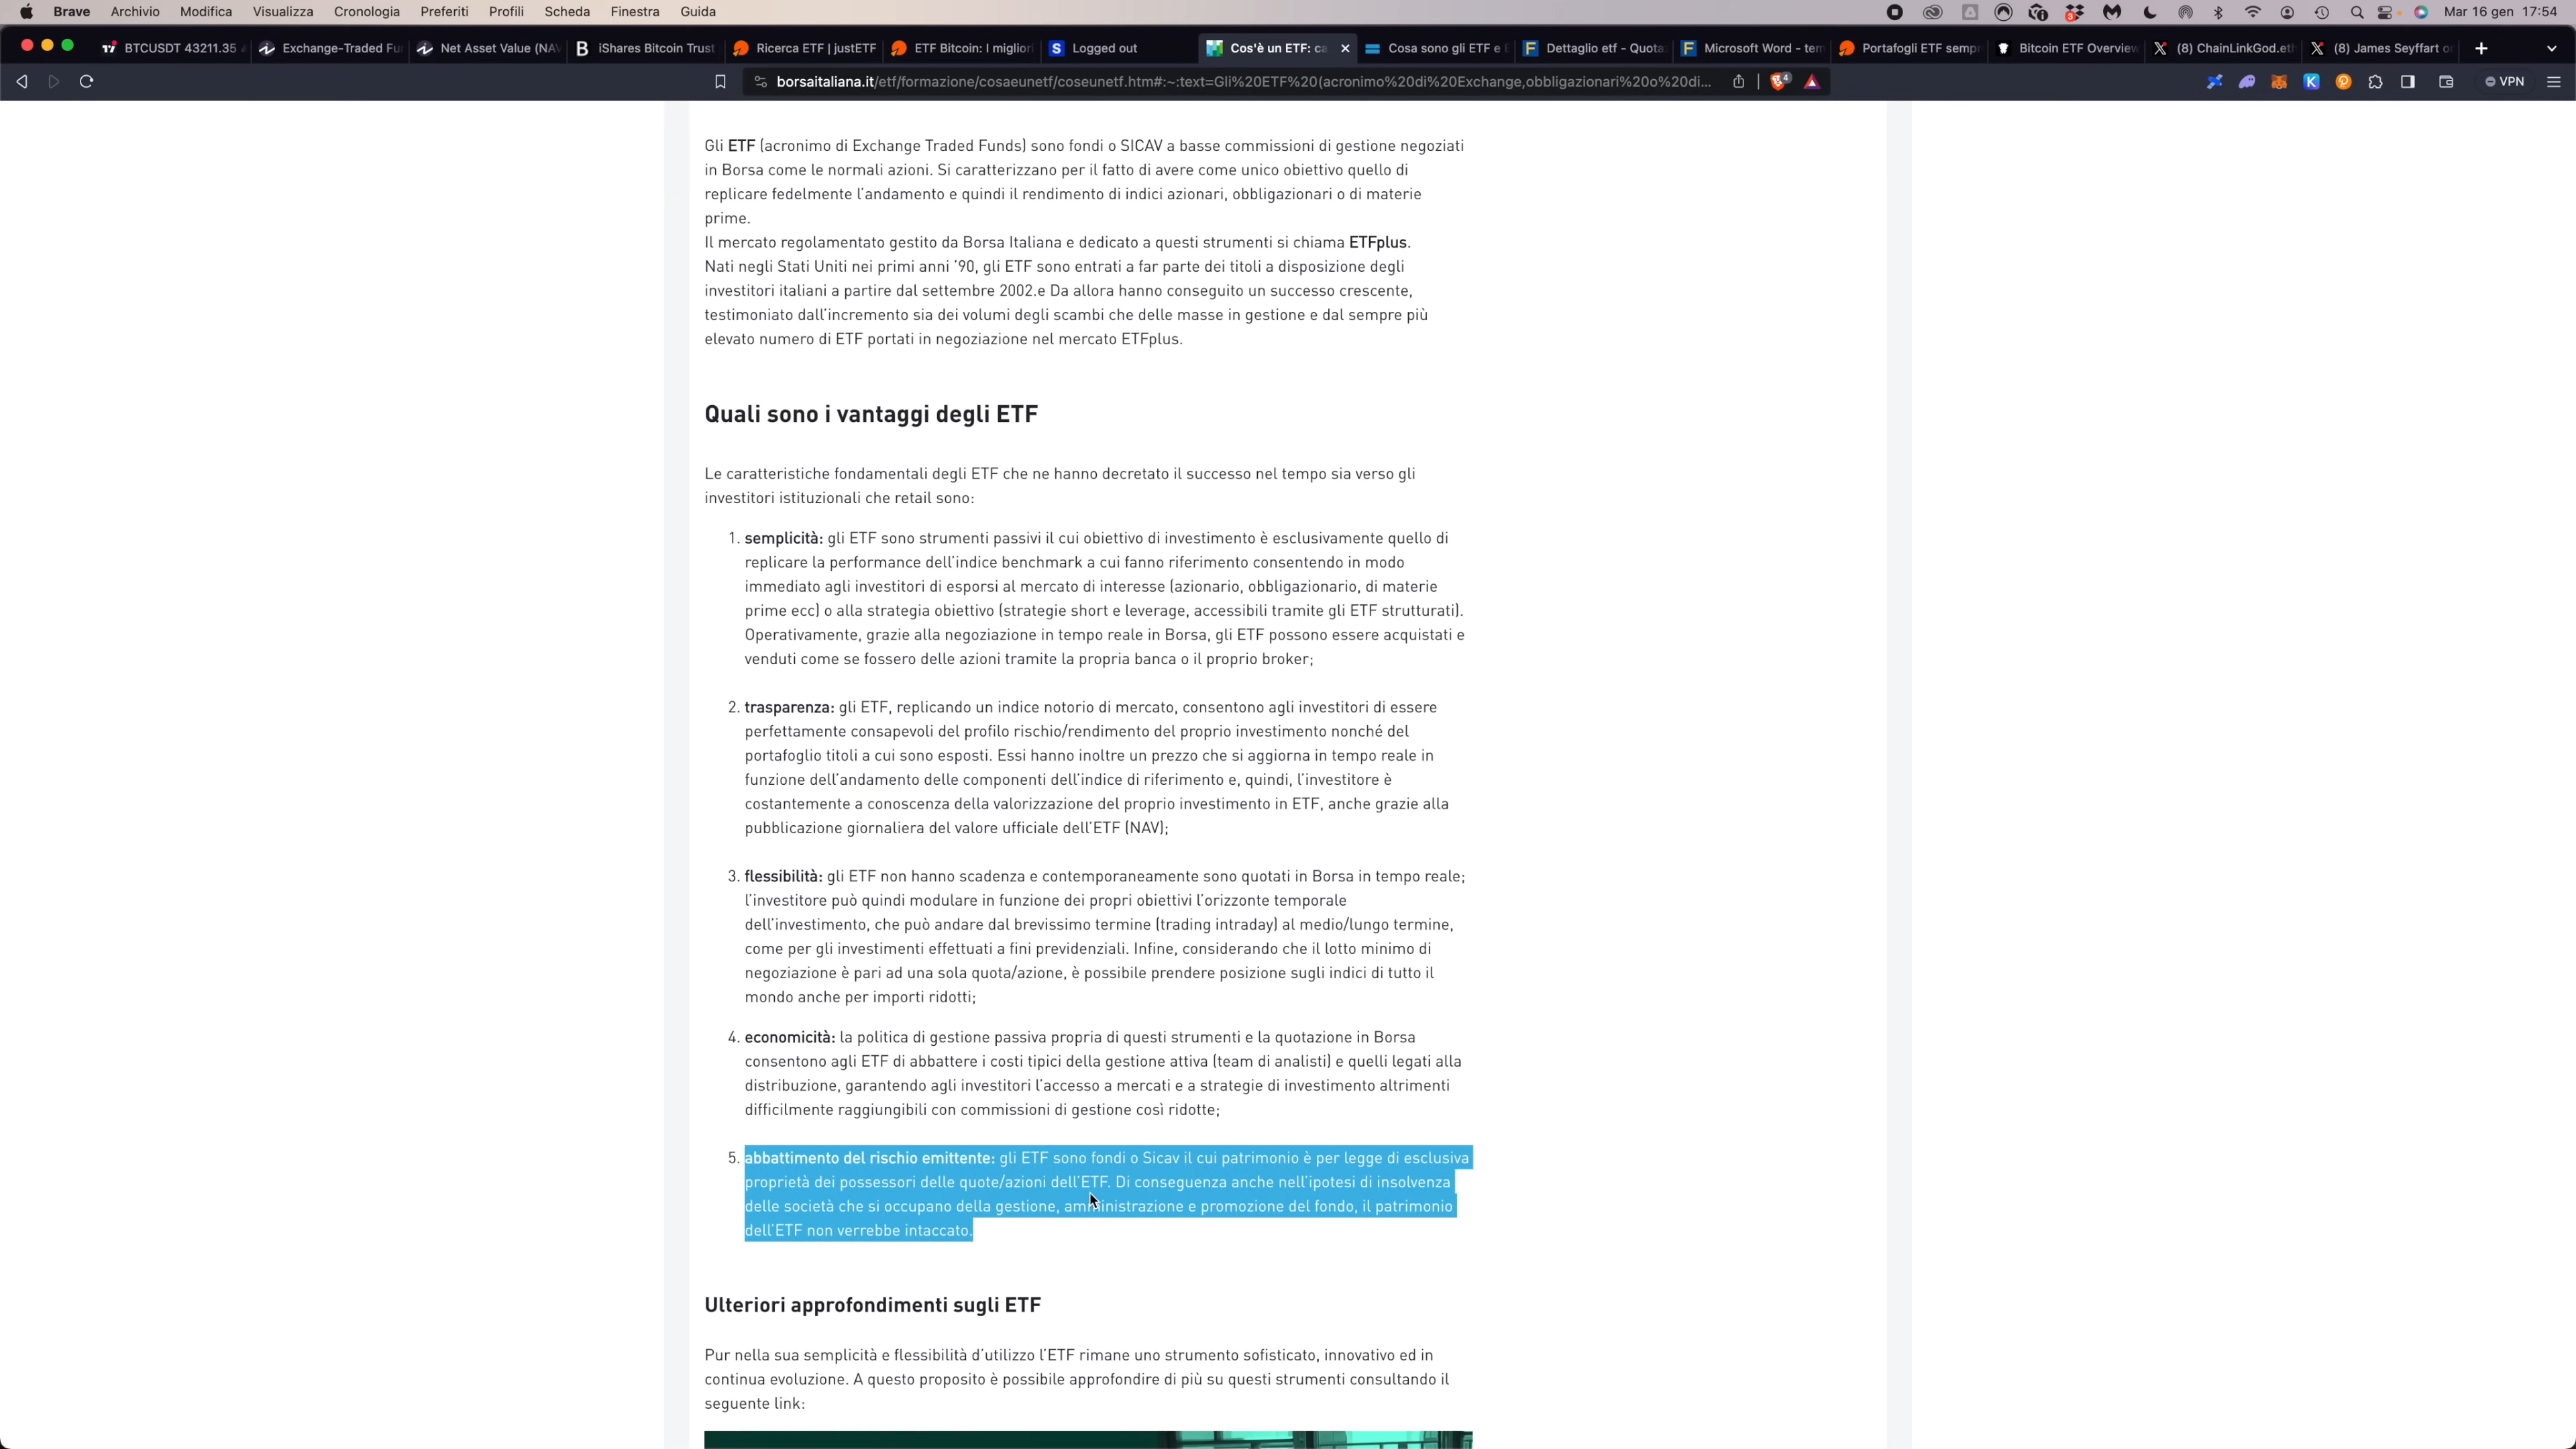 Brave Archivio Modifica Visualizza Cronologia Preferiti Profili Scheda Finestra Guida Mar 16 gen 17:54
BTCUSDT 43211.35 Exchange-Traded Fu Net Asset Value (NAV iShares Bitcoin Trust Ricerca ETF | justETF ETF Bitcoin: I migliori Logged out Cos'è un ETF: ca Cosa sono gli ETF e E Dettaglio etf - Quota Microsoft Word - tem Portafogli ETF semp Bitcoin ETF Overview (8) ChainLinkGod.eth (8) James Seyffart o
borsaitaliana.it/etf/formazione/cosaeunetf/coseunetf.htm#:~:text=Gli%20ETF%20(acronimo%20di%20Exchange,obbligazionari%20o%20di... 4 VPN
Gli ETF (acronimo di Exchange Traded Funds) sono fondi o SICAV a basse commissioni di gestione negoziati
in Borsa come le normali azioni. Si caratterizzano per il fatto di avere come unico obiettivo quello di
replicare fedelmente l'andamento e quindi il rendimento di indici azionari, obbligazionari o di materie
prime.
Il mercato regolamentato gestito da Borsa Italiana e dedicato a questi strumenti si chiama ETFplus.
Nati negli Stati Uniti nei primi anni '90, gli ETF sono entrati a far parte dei titoli a disposizione degli
investitori italiani a partire dal settembre 2002.e Da allora hanno conseguito un successo crescente,
testimoniato dall'incremento sia dei volumi degli scambi che delle masse in gestione e dal sempre più
elevato numero di ETF portati in negoziazione nel mercato ETFplus.
Quali sono i vantaggi degli ETF
Le caratteristiche fondamentali degli ETF che ne hanno decretato il successo nel tempo sia verso gli
investitori istituzionali che retail sono:
1. semplicità: gli ETF sono strumenti passivi il cui obiettivo di investimento è esclusivamente quello di
replicare la performance dell'indice benchmark a cui fanno riferimento consentendo in modo
immediato agli investitori di esporsi al mercato di interesse (azionario, obbligazionario, di materie
prime ecc) o alla strategia obiettivo (strategie short e leverage, accessibili tramite gli ETF strutturati).
Operativamente, grazie alla negoziazione in tempo reale in Borsa, gli ETF possono essere acquistati e
venduti come se fossero delle azioni tramite la propria banca o il proprio broker;
2. trasparenza: gli ETF, replicando un indice notorio di mercato, consentono agli investitori di essere
perfettamente consapevoli del profilo rischio/rendimento del proprio investimento nonché del
portafoglio titoli a cui sono esposti. Essi hanno inoltre un prezzo che si aggiorna in tempo reale in
funzione dell'andamento delle componenti dell'indice di riferimento e, quindi, l'investitore è
costantemente a conoscenza della valorizzazione del proprio investimento in ETF, anche grazie alla
pubblicazione giornaliera del valore ufficiale dell'ETF (NAV);
3. flessibilità: gli ETF non hanno scadenza e contemporaneamente sono quotati in Borsa in tempo reale;
l'investitore può quindi modulare in funzione dei propri obiettivi l'orizzonte temporale
dell'investimento, che può andare dal brevissimo termine (trading intraday) al medio/lungo termine,
come per gli investimenti effettuati a fini previdenziali. Infine, considerando che il lotto minimo di
negoziazione è pari ad una sola quota/azione, è possibile prendere posizione sugli indici di tutto il
mondo anche per importi ridotti;
4. economicità: la politica di gestione passiva propria di questi strumenti e la quotazione in Borsa
consentono agli ETF di abbattere i costi tipici della gestione attiva (team di analisti) e quelli legati alla
distribuzione, garantendo agli investitori l'accesso a mercati e a strategie di investimento altrimenti
difficilmente raggiungibili con commissioni di gestione così ridotte;
5. abbattimento del rischio emittente: gli ETF sono fondi o Sicav il cui patrimonio è per legge di esclusiva
proprietà dei possessori delle quote/azioni dell'ETF. Di conseguenza anche nell'ipotesi di insolvenza
delle società che si occupano della gestione, amministrazione e promozione del fondo, il patrimonio
dell'ETF non verrebbe intaccato.
Ulteriori approfondimenti sugli ETF
Pur nella sua semplicità e flessibilità d'utilizzo l'ETF rimane uno strumento sofisticato, innovativo ed in
continua evoluzione. A questo proposito è possibile approfondire di più su questi strumenti consultando il
seguente link: